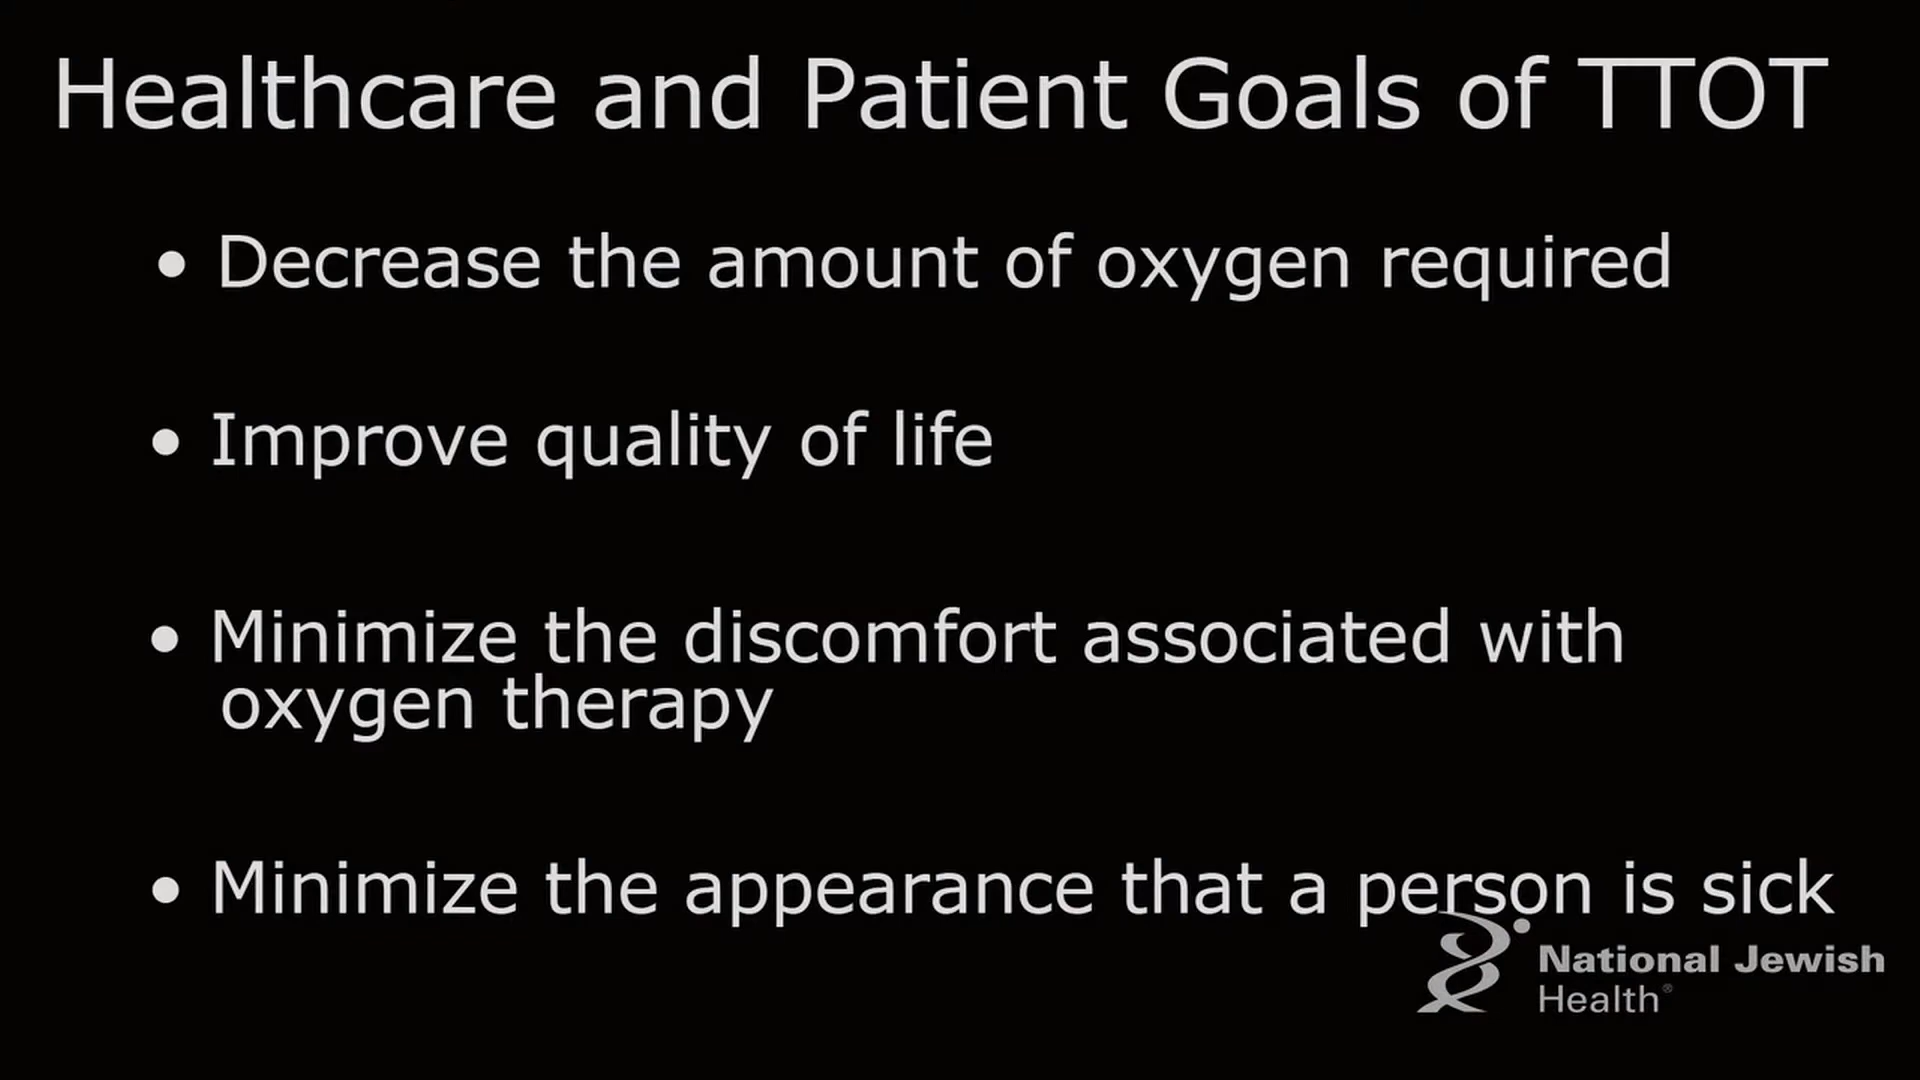 Healthcare and Patient Goals of TTOT
• Decrease the amount of oxygen required
• Improve quality of life
• Minimize the discomfort associated with
oxygen therapy
• Minimize the appearance that a person is sick
National Jewish
Health®